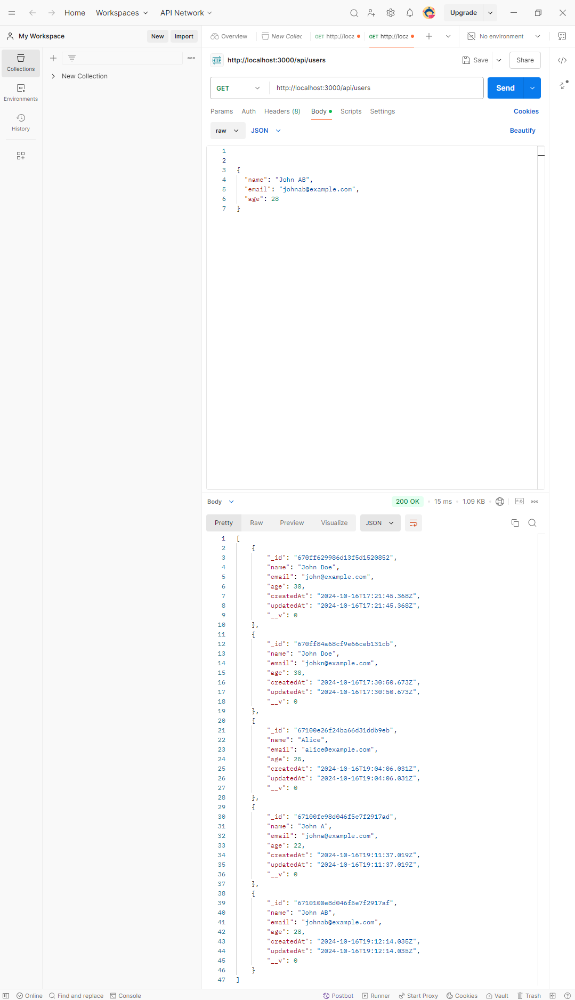 Home Workspaces API Network Upgrade
My Workspace New Import Overview New Collec GET http://loca GET http://loca No environment
Collections
Environments
History
New Collection
HTTP http://localhost:3000/api/users Save Share
GET http://localhost:3000/api/users Send
Params Auth Headers (8) Body Scripts Settings Cookies
raw JSON Beautify
1
2
3 {
4 "name": "John AB",
5 "email": "johnab@example.com",
6 "age": 28
7 }
Body 200 OK 15 ms 1.09 KB e.g.
Pretty Raw Preview Visualize JSON
1 [
2 {
3 "_id": "670ff629986d13f5d1520852",
4 "name": "John Doe",
5 "email": "john@example.com",
6 "age": 30,
7 "createdAt": "2024-10-16T17:21:45.368Z",
8 "updatedAt": "2024-10-16T17:21:45.368Z",
9 "__v": 0
10 },
11 {
12 "_id": "670ff84a68cf9e66ceb131cb",
13 "name": "John Doe",
14 "email": "johkn@example.com",
15 "age": 30,
16 "createdAt": "2024-10-16T17:30:50.673Z",
17 "updatedAt": "2024-10-16T17:30:50.673Z",
18 "__v": 0
19 },
20 {
21 "_id": "67100e26f24ba66d31ddb9eb",
22 "name": "Alice",
23 "email": "alice@example.com",
24 "age": 25,
25 "createdAt": "2024-10-16T19:04:06.031Z",
26 "updatedAt": "2024-10-16T19:04:06.031Z",
27 "__v": 0
28 },
29 {
30 "_id": "67100fe98d046f5e7f2917ad",
31 "name": "John A",
32 "email": "johna@example.com",
33 "age": 22,
34 "createdAt": "2024-10-16T19:11:37.019Z",
35 "updatedAt": "2024-10-16T19:11:37.019Z",
36 "__v": 0
37 },
38 {
39 "_id": "6710100e8d046f5e7f2917af",
40 "name": "John AB",
41 "email": "johnab@example.com",
42 "age": 28,
43 "createdAt": "2024-10-16T19:12:14.035Z",
44 "updatedAt": "2024-10-16T19:12:14.035Z",
45 "__v": 0
46 }
47 ]
Online Find and replace Console Postbot Runner Start Proxy Cookies Vault Trash